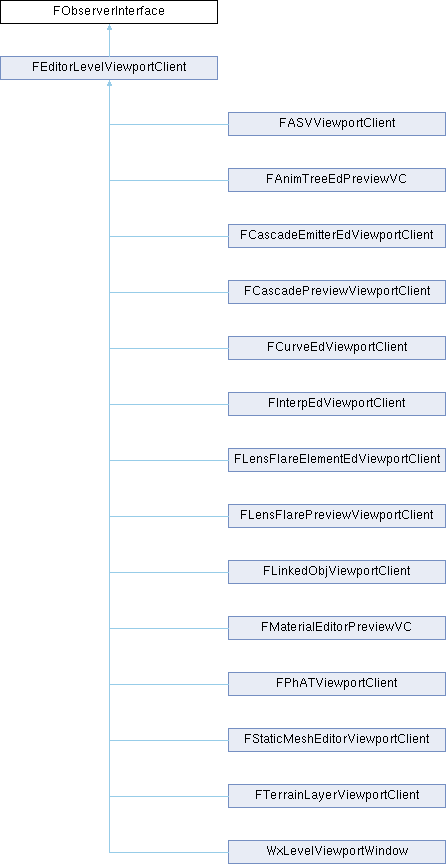 FObserverInterface
FEditorLevelViewportClient
FASVViewportClient
FAnimTreeEdPreviewVC
FCascadeEmitterEdViewportClient
FCascadePreviewViewportClient
FCurveEdViewportClient
FInterpEdViewportClient
FLensFlareElementEdViewportClient
FLensFlarePreviewViewportClient
FLinkedObjViewportClient
FMaterialEditorPreviewVC
FPhATViewportClient
FStaticMeshEditorViewportClient
FTerrainLayerViewportClient
WxLevelViewportWindow